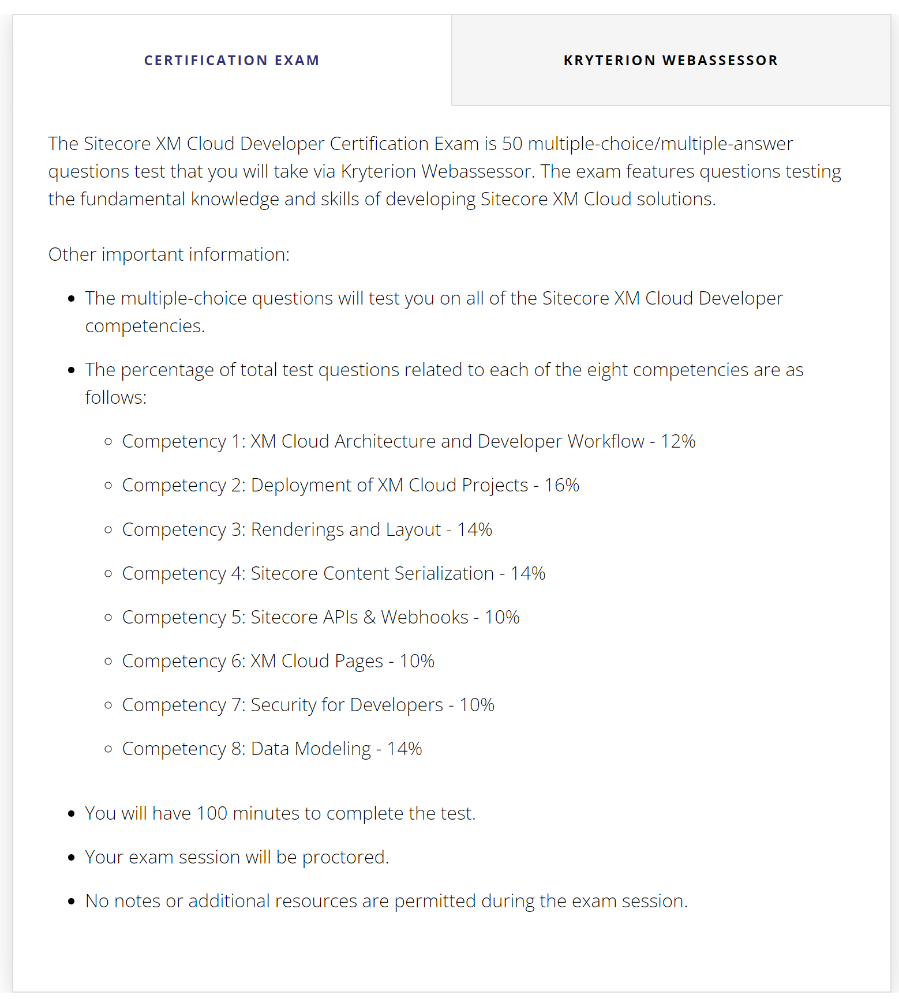 CERTIFICATION EXAM
KRYTERION WEBASSESSOR
The Sitecore XM Cloud Developer Certification Exam is 50 multiple-choice/multiple-answer
questions test that you will take via Kryterion Webassessor. The exam features questions testing
the fundamental knowledge and skills of developing Sitecore XM Cloud solutions.
Other important information:
• The multiple-choice questions will test you on all of the Sitecore XM Cloud Developer
competencies.
• The percentage of total test questions related to each of the eight competencies are as
follows:
◦ Competency 1: XM Cloud Architecture and Developer Workflow - 12%
◦ Competency 2: Deployment of XM Cloud Projects - 16%
◦ Competency 3: Renderings and Layout - 14%
◦ Competency 4: Sitecore Content Serialization - 14%
◦ Competency 5: Sitecore APIs & Webhooks - 10%
◦ Competency 6: XM Cloud Pages - 10%
◦ Competency 7: Security for Developers - 10%
◦ Competency 8: Data Modeling - 14%
• You will have 100 minutes to complete the test.
• Your exam session will be proctored.
• No notes or additional resources are permitted during the exam session.